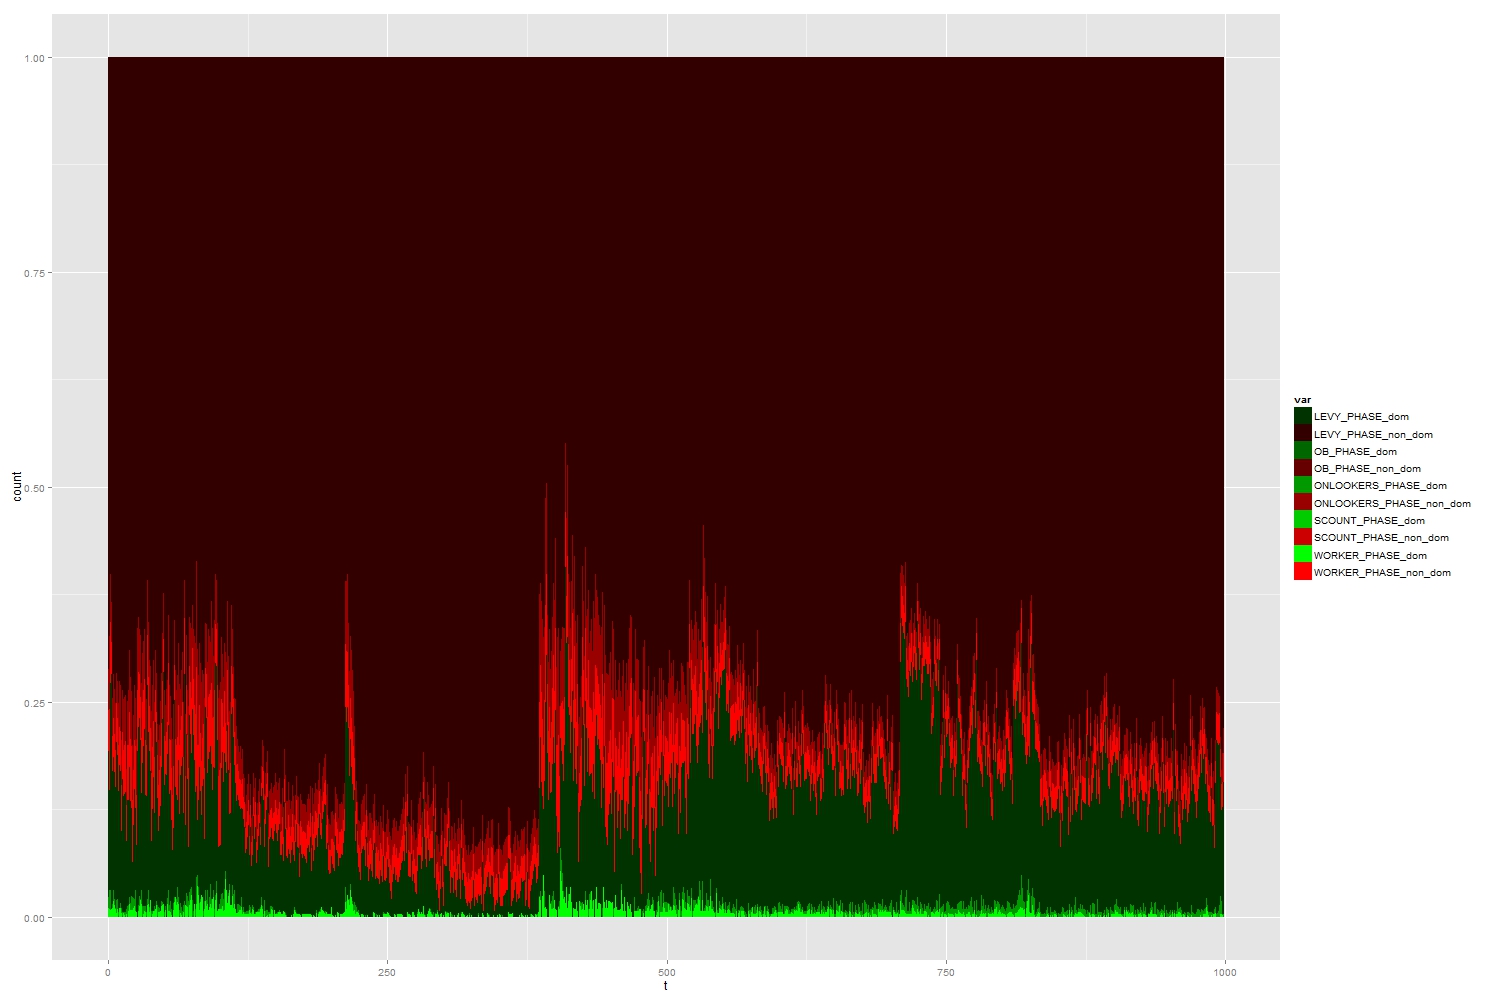 1.00
0.75
0.50
0.25
0.00
count
0
250
500
750
1000
t
var
LEVY_PHASE_dom
LEVY_PHASE_non_dom
OB_PHASE_dom
OB_PHASE_non_dom
ONLOOKERS_PHASE_dom
ONLOOKERS_PHASE_non_dom
SCOUNT_PHASE_dom
SCOUNT_PHASE_non_dom
WORKER_PHASE_dom
WORKER_PHASE_non_dom